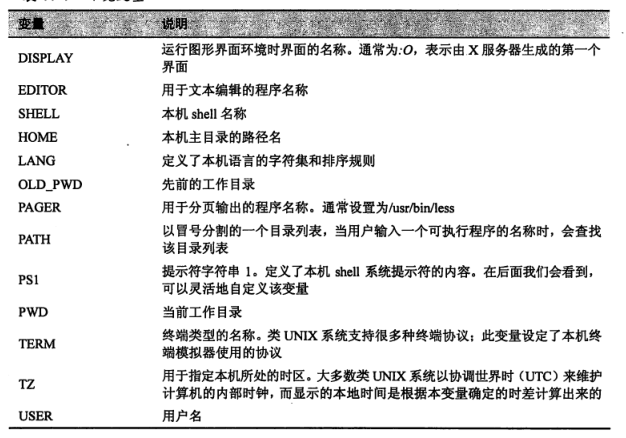 变量 说明
DISPLAY 运行图形界面环境时界面的名称。通常为:O，表示由 X 服务器生成的第一个
界面
EDITOR 用于文本编辑的程序名称
SHELL 本机 shell 名称
HOME 本机主目录的路径名
LANG 定义了本机语言的字符集和排序规则
OLD_PWD 先前的工作目录
PAGER 用于分页输出的程序名称。通常设置为/usr/bin/less
PATH 以冒号分割的一个目录列表，当用户输入一个可执行程序的名称时，会查找
该目录列表
PS1 提示符字符串 1。定义了本机 shell 系统提示符的内容。在后面我们会看到，
可以灵活地自定义该变量
PWD 当前工作目录
TERM 终端类型的名称。类 UNIX 系统支持很多种终端协议；此变量设定了本机终
端模拟器使用的协议
TZ 用于指定本机所处的时区。大多数类 UNIX 系统以协调世界时（UTC）来维护
计算机的内部时钟，而显示的本地时间是根据本变量确定的时差计算出来的
USER 用户名